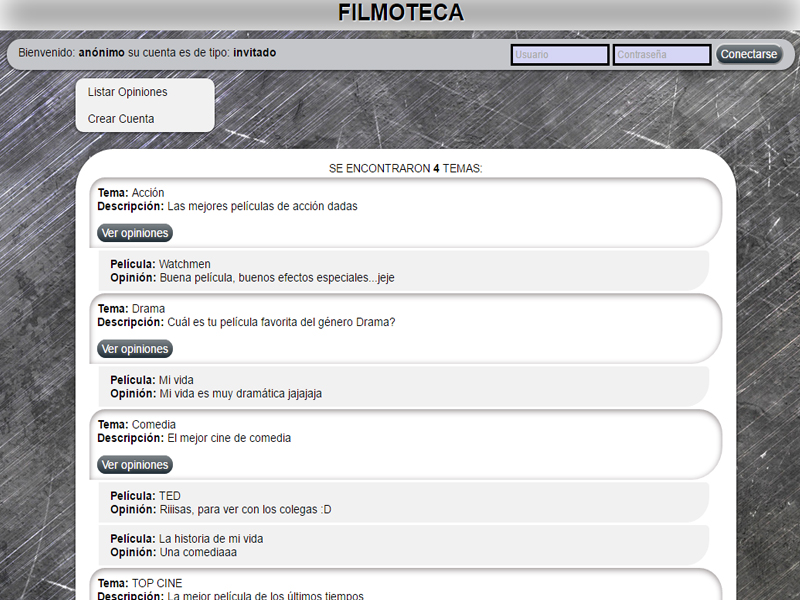 FILMOTECA
Bienvenido: anónimo su cuenta es de tipo: invitado
Usuario
Contraseña
Conectarse
Listar Opiniones
Crear Cuenta
SE ENCONTRARON 4 TEMAS:
Tema: Acción
Descripción: Las mejores películas de acción dadas
Ver opiniones
Película: Watchmen
Opinión: Buena película, buenos efectos especiales...jeje
Tema: Drama
Descripción: Cuál es tu película favorita del género Drama?
Ver opiniones
Película: Mi vida
Opinión: Mi vida es muy dramática jajajaja
Tema: Comedia
Descripción: El mejor cine de comedia
Ver opiniones
Película: TED
Opinión: Riiisas, para ver con los colegas :D
Película: La historia de mi vida
Opinión: Una comediaaa
Tema: TOP CINE
Descripción: La mejor película de los últimos tiempos